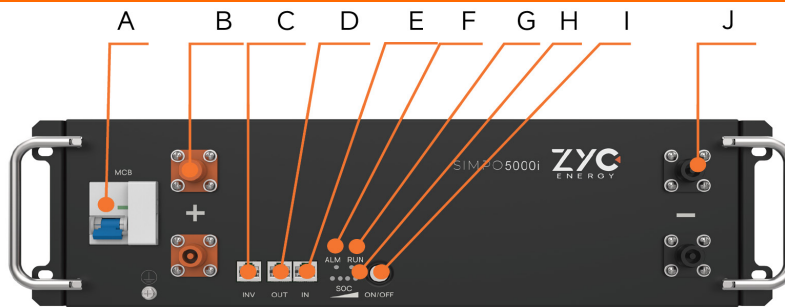 A B C D E F G H I J
MCB
SIMPO5000i
ZYC
ENERGY
+
−
ALM RUN
SOC
INV OUT IN ON/OFF